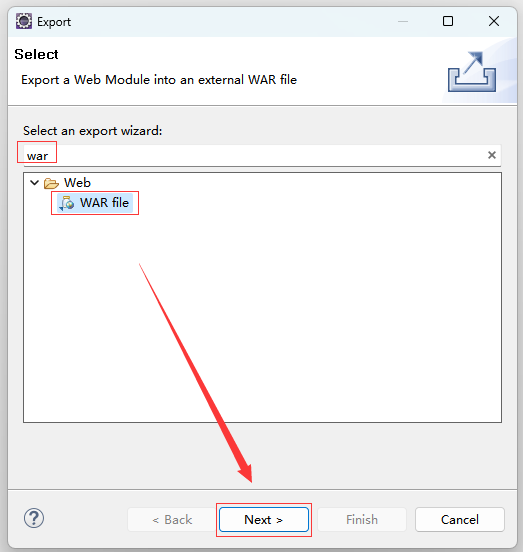 Export
Select
Export a Web Module into an external WAR file
Select an export wizard:
war
Web
WAR file
< Back
Next >
Finish
Cancel